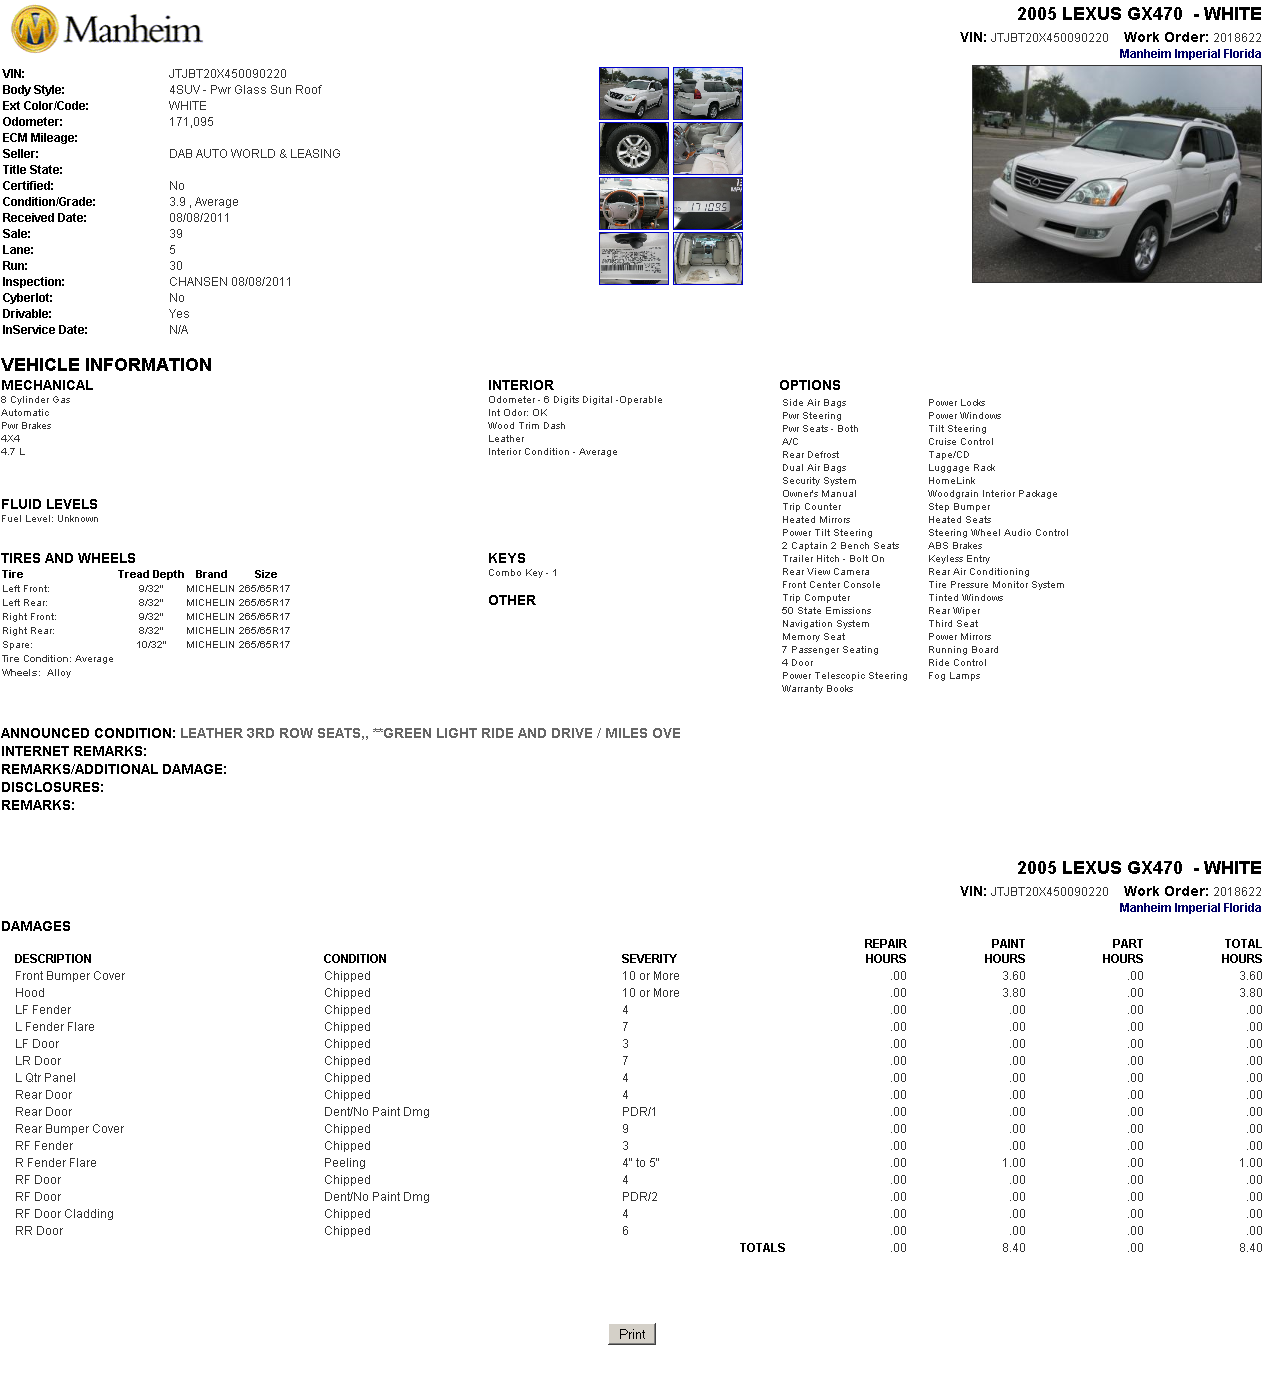 Manheim
2005 LEXUS GX470 - WHITE
VIN: JTJBT20X450090220 Work Order: 2018622
Manheim Imperial Florida
VIN: JTJBT20X450090220
Body Style: 4SUV - Pwr Glass Sun Roof
Ext Color/Code: WHITE
Odometer: 171,095
ECM Mileage:
Seller: DAB AUTO WORLD & LEASING
Title State:
Certified: No
Condition/Grade: 3.9 , Average
Received Date: 08/08/2011
Sale: 39
Lane: 5
Run: 30
Inspection: CHANSEN 08/08/2011
Cyberlot: No
Drivable: Yes
InService Date: N/A
171095
VEHICLE INFORMATION
MECHANICAL
8 Cylinder Gas
Automatic
Pwr Brakes
4X4
4.7 L
INTERIOR
Odometer - 6 Digits Digital -Operable
Int Odor: OK
Wood Trim Dash
Leather
Interior Condition - Average
OPTIONS
Side Air Bags Power Locks
Pwr Steering Power Windows
Pwr Seats - Both Tilt Steering
A/C Cruise Control
Rear Defrost Tape/CD
Dual Air Bags Luggage Rack
Security System HomeLink
Owner's Manual Woodgrain Interior Package
Trip Counter Step Bumper
Heated Mirrors Heated Seats
Power Tilt Steering Steering Wheel Audio Control
2 Captain 2 Bench Seats ABS Brakes
Trailer Hitch - Bolt On Keyless Entry
Rear View Camera Rear Air Conditioning
Front Center Console Tire Pressure Monitor System
Trip Computer Tinted Windows
50 State Emissions Rear Wiper
Navigation System Third Seat
Memory Seat Power Mirrors
7 Passenger Seating Running Board
4 Door Ride Control
Power Telescopic Steering Fog Lamps
Warranty Books
FLUID LEVELS
Fuel Level: Unknown
TIRES AND WHEELS
Tire Tread Depth Brand Size
Left Front: 9/32" MICHELIN 265/65R17
Left Rear: 8/32" MICHELIN 265/65R17
Right Front: 9/32" MICHELIN 265/65R17
Right Rear: 8/32" MICHELIN 265/65R17
Spare: 10/32" MICHELIN 265/65R17
Tire Condition: Average
Wheels: Alloy
KEYS
Combo Key - 1
OTHER
ANNOUNCED CONDITION: LEATHER 3RD ROW SEATS,, **GREEN LIGHT RIDE AND DRIVE / MILES OVE
INTERNET REMARKS:
REMARKS/ADDITIONAL DAMAGE:
DISCLOSURES:
REMARKS:
2005 LEXUS GX470 - WHITE
VIN: JTJBT20X450090220 Work Order: 2018622
Manheim Imperial Florida
DAMAGES
DESCRIPTION CONDITION SEVERITY REPAIR HOURS PAINT HOURS PART HOURS TOTAL HOURS
Front Bumper Cover Chipped 10 or More .00 3.60 .00 3.60
Hood Chipped 10 or More .00 3.80 .00 3.80
LF Fender Chipped 4 .00 .00 .00 .00
L Fender Flare Chipped 7 .00 .00 .00 .00
LF Door Chipped 3 .00 .00 .00 .00
LR Door Chipped 7 .00 .00 .00 .00
L Qtr Panel Chipped 4 .00 .00 .00 .00
Rear Door Chipped 4 .00 .00 .00 .00
Rear Door Dent/No Paint Dmg PDR/1 .00 .00 .00 .00
Rear Bumper Cover Chipped 9 .00 .00 .00 .00
RF Fender Chipped 3 .00 .00 .00 .00
R Fender Flare Peeling 4" to 5" .00 1.00 .00 1.00
RF Door Chipped 4 .00 .00 .00 .00
RF Door Dent/No Paint Dmg PDR/2 .00 .00 .00 .00
RF Door Cladding Chipped 4 .00 .00 .00 .00
RR Door Chipped 6 .00 .00 .00 .00
TOTALS .00 8.40 .00 8.40
Print